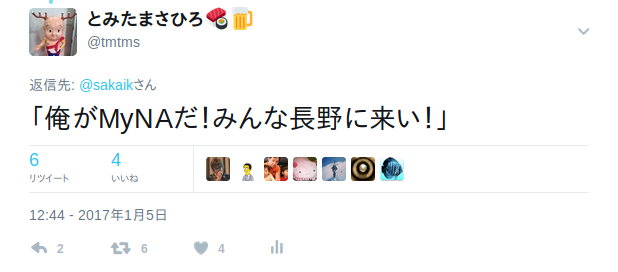 とみたまさひろ🍣🍺
@tmtms
返信先: @sakaikさん
「俺がMyNAだ！みんな長野に来い！」
6 4
リツイート いいね
12:44 - 2017年1月5日
2 6 4